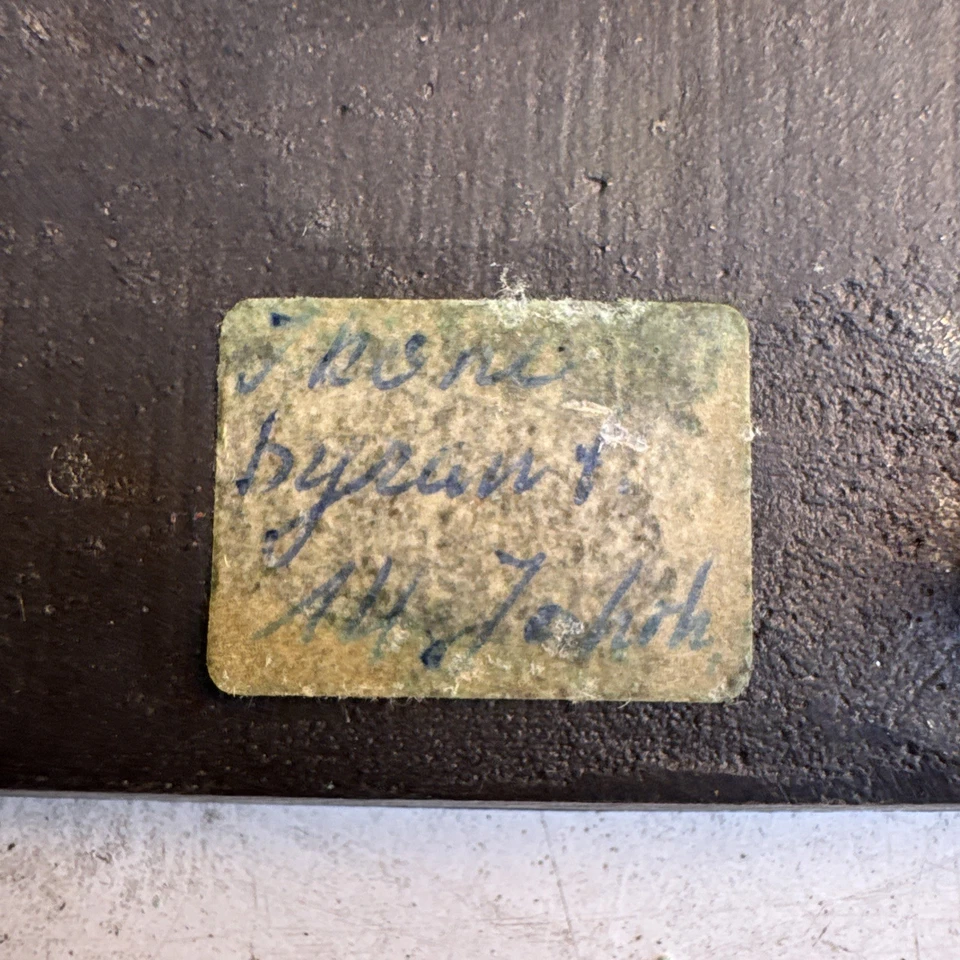 Ikone
byzant.
14. Jahrh.